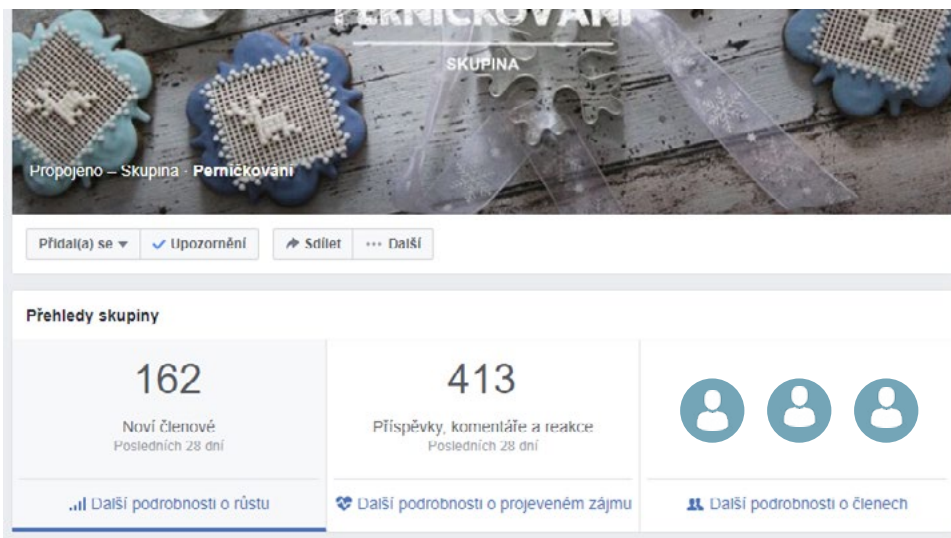 PERNÍČKOVÁNÍ
SKUPINA
Propojeno – Skupina · Perníčkování
Přidal(a) se
Upozornění
Sdílet
Další
Přehledy skupiny
162
413
Noví členové
Příspěvky, komentáře a reakce
Posledních 28 dní
Posledních 28 dní
Další podrobnosti o růstu
Další podrobnosti o projeveném zájmu
Další podrobnosti o členech